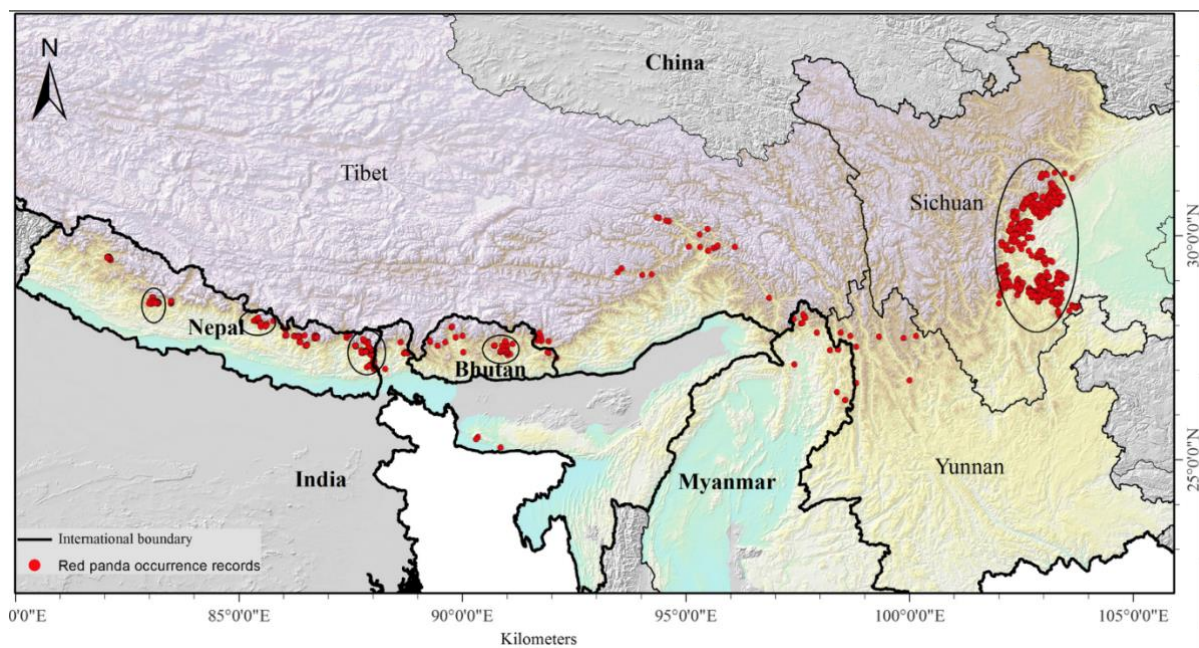 N
China
Tibet
Sichuan
Nepal
Bhutan
India
Myanmar
Yunnan
30°0'0"N
25°0'0"N
International boundary
Red panda occurrence records
0'0"E
85°0'0"E
90°0'0"E
95°0'0"E
100°0'0"E
105°0'0"E
Kilometers